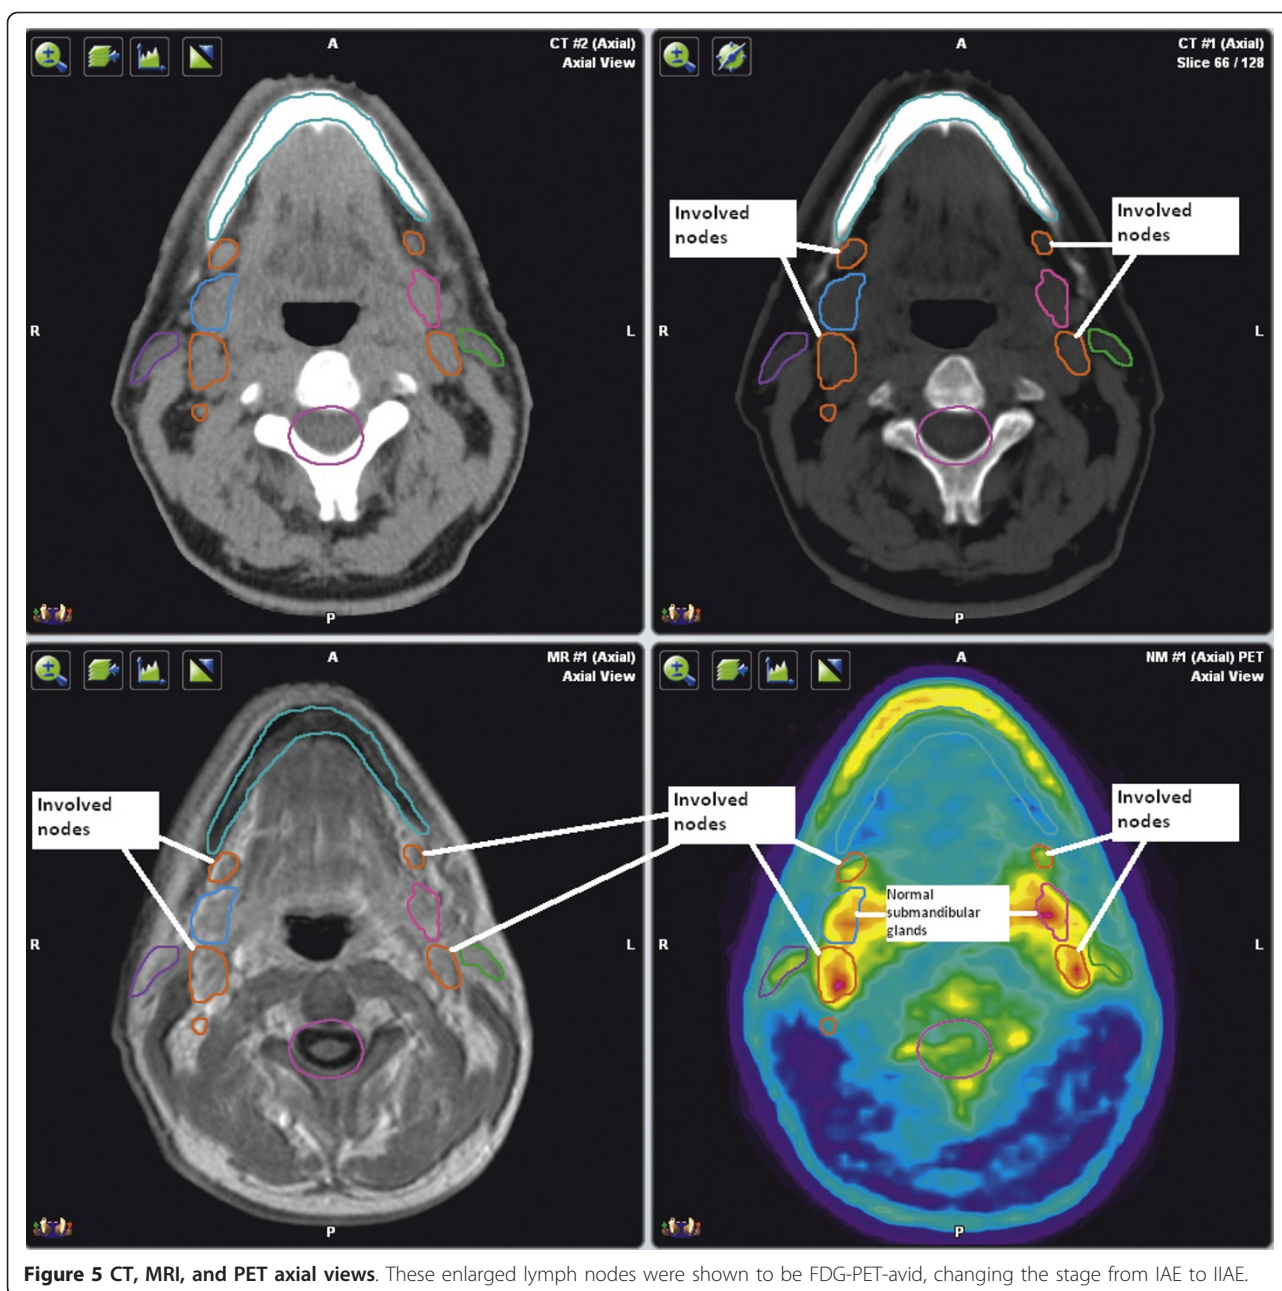 A
CT #2 (Axial)
Axial View
R
L
P
A
CT #1 (Axial)
Slice 66 / 128
Involved
nodes
Involved
nodes
R
L
P
A
MR #1 (Axial)
Axial View
Involved
nodes
R
L
P
A
NM #1 (Axial) PET
Axial View
Involved
nodes
Involved
nodes
Normal
submandibular
glands
R
L
P
Figure 5 CT, MRI, and PET axial views. These enlarged lymph nodes were shown to be FDG-PET-avid, changing the stage from IAE to IIAE.